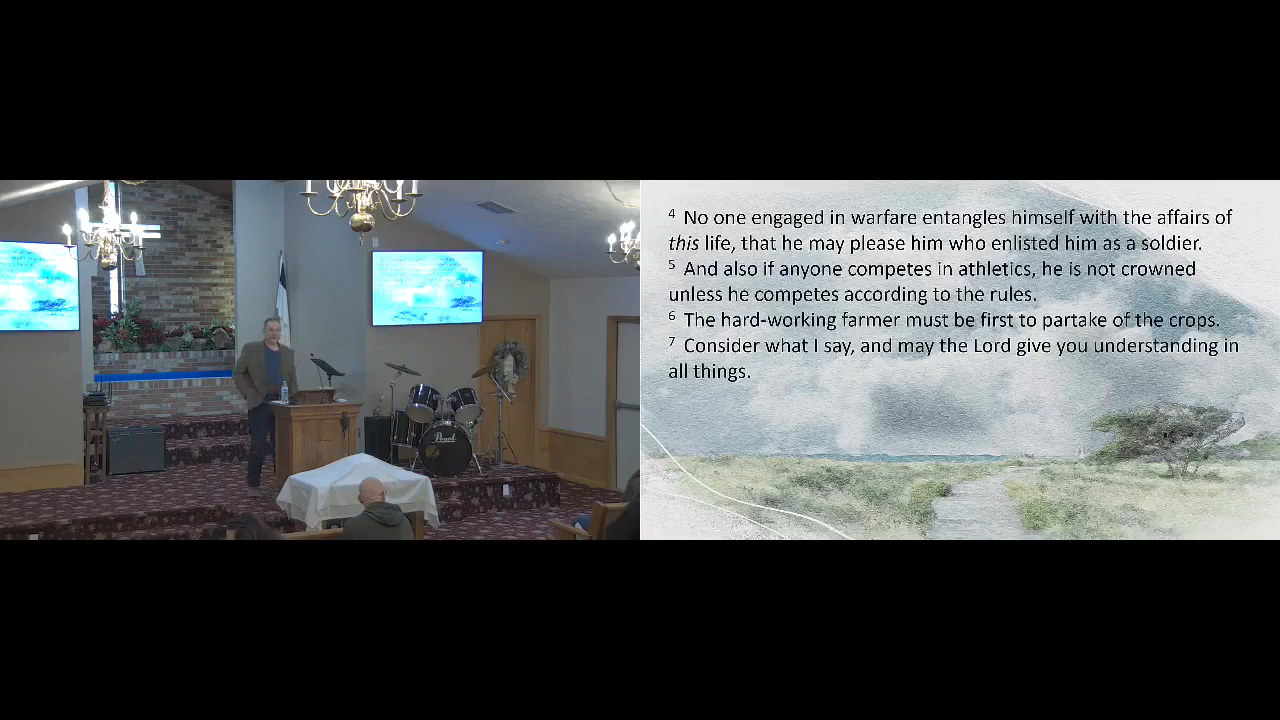 4 No one engaged in warfare entangles himself with the affairs of
this life, that he may please him who enlisted him as a soldier.
5 And also if anyone competes in athletics, he is not crowned
unless he competes according to the rules.
6 The hard-working farmer must be first to partake of the crops.
7 Consider what I say, and may the Lord give you understanding in
all things.
Pearl